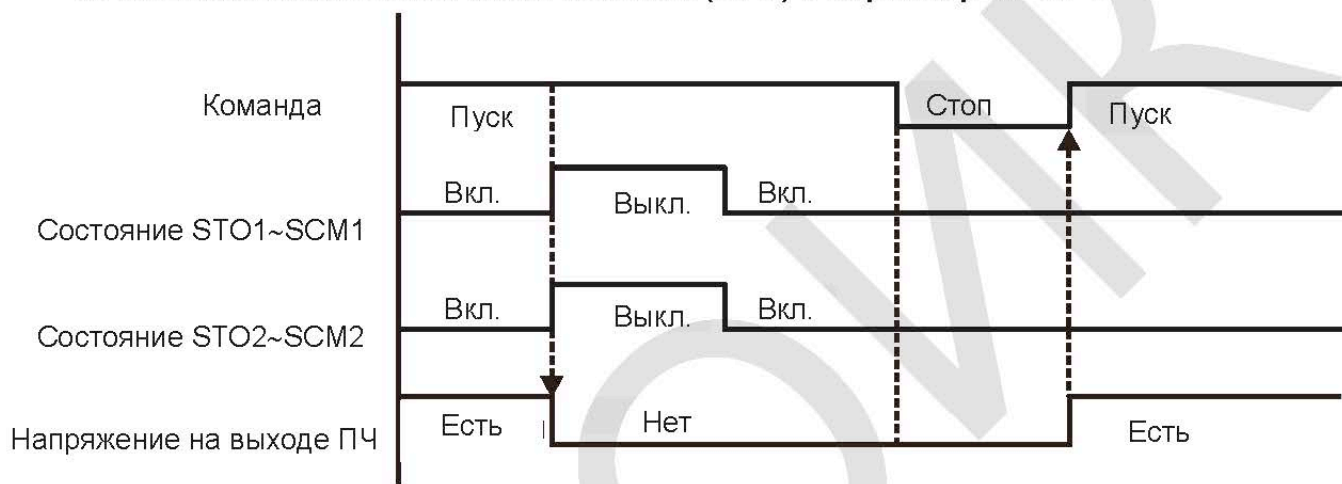 Команда
Пуск
Стоп
Пуск
Состояние STO1~SCM1
Вкл.
Выкл.
Вкл.
Состояние STO2~SCM2
Вкл.
Выкл.
Вкл.
Напряжение на выходе ПЧ
Есть
Нет
Есть